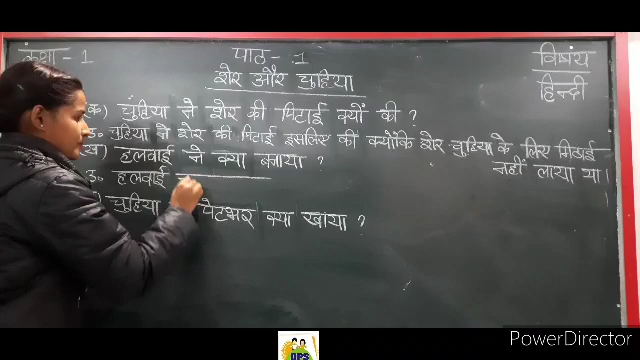 कक्षा - 1
पाठ - 1
विषय
हिन्दी
शेर और चुहिया
क) चुहिया ने शेर की पिटाई क्यों की ?
उ० चुहिया ने शेर की पिटाई इसलिए की क्योंकि शेर चुहिया के लिए मिठाई
नहीं लाया था।
ख) हलवाई ने क्या बनाया ?
उ० हलवाई
चुहिया पेटभर क्या खाया ?
PowerDirector